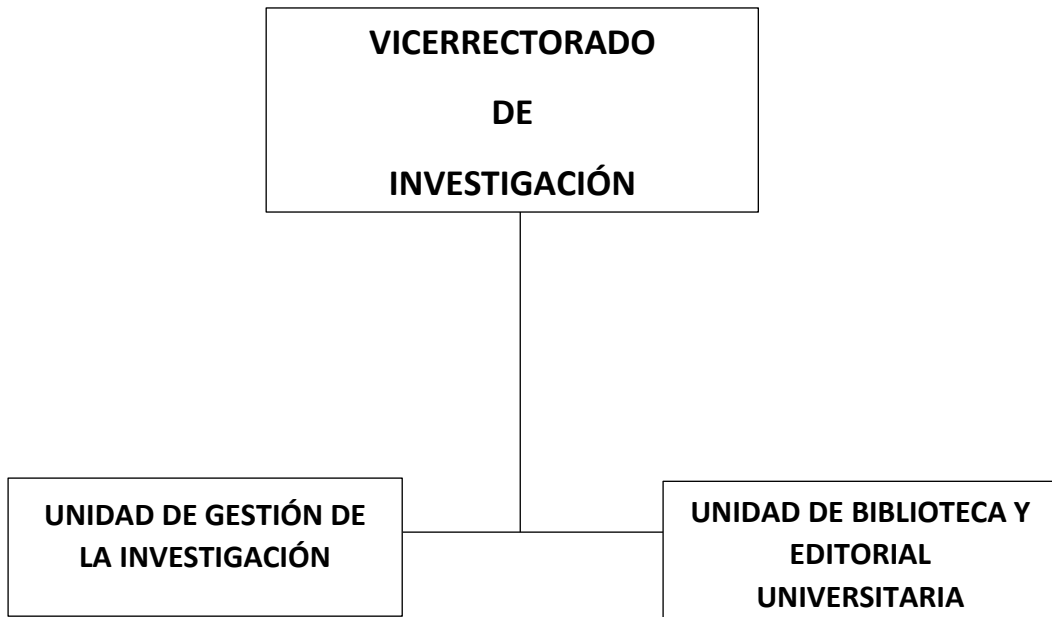 VICERRECTORADO
DE
INVESTIGACIÓN
UNIDAD DE GESTIÓN DE
LA INVESTIGACIÓN
UNIDAD DE BIBLIOTECA Y
EDITORIAL
UNIVERSITARIA